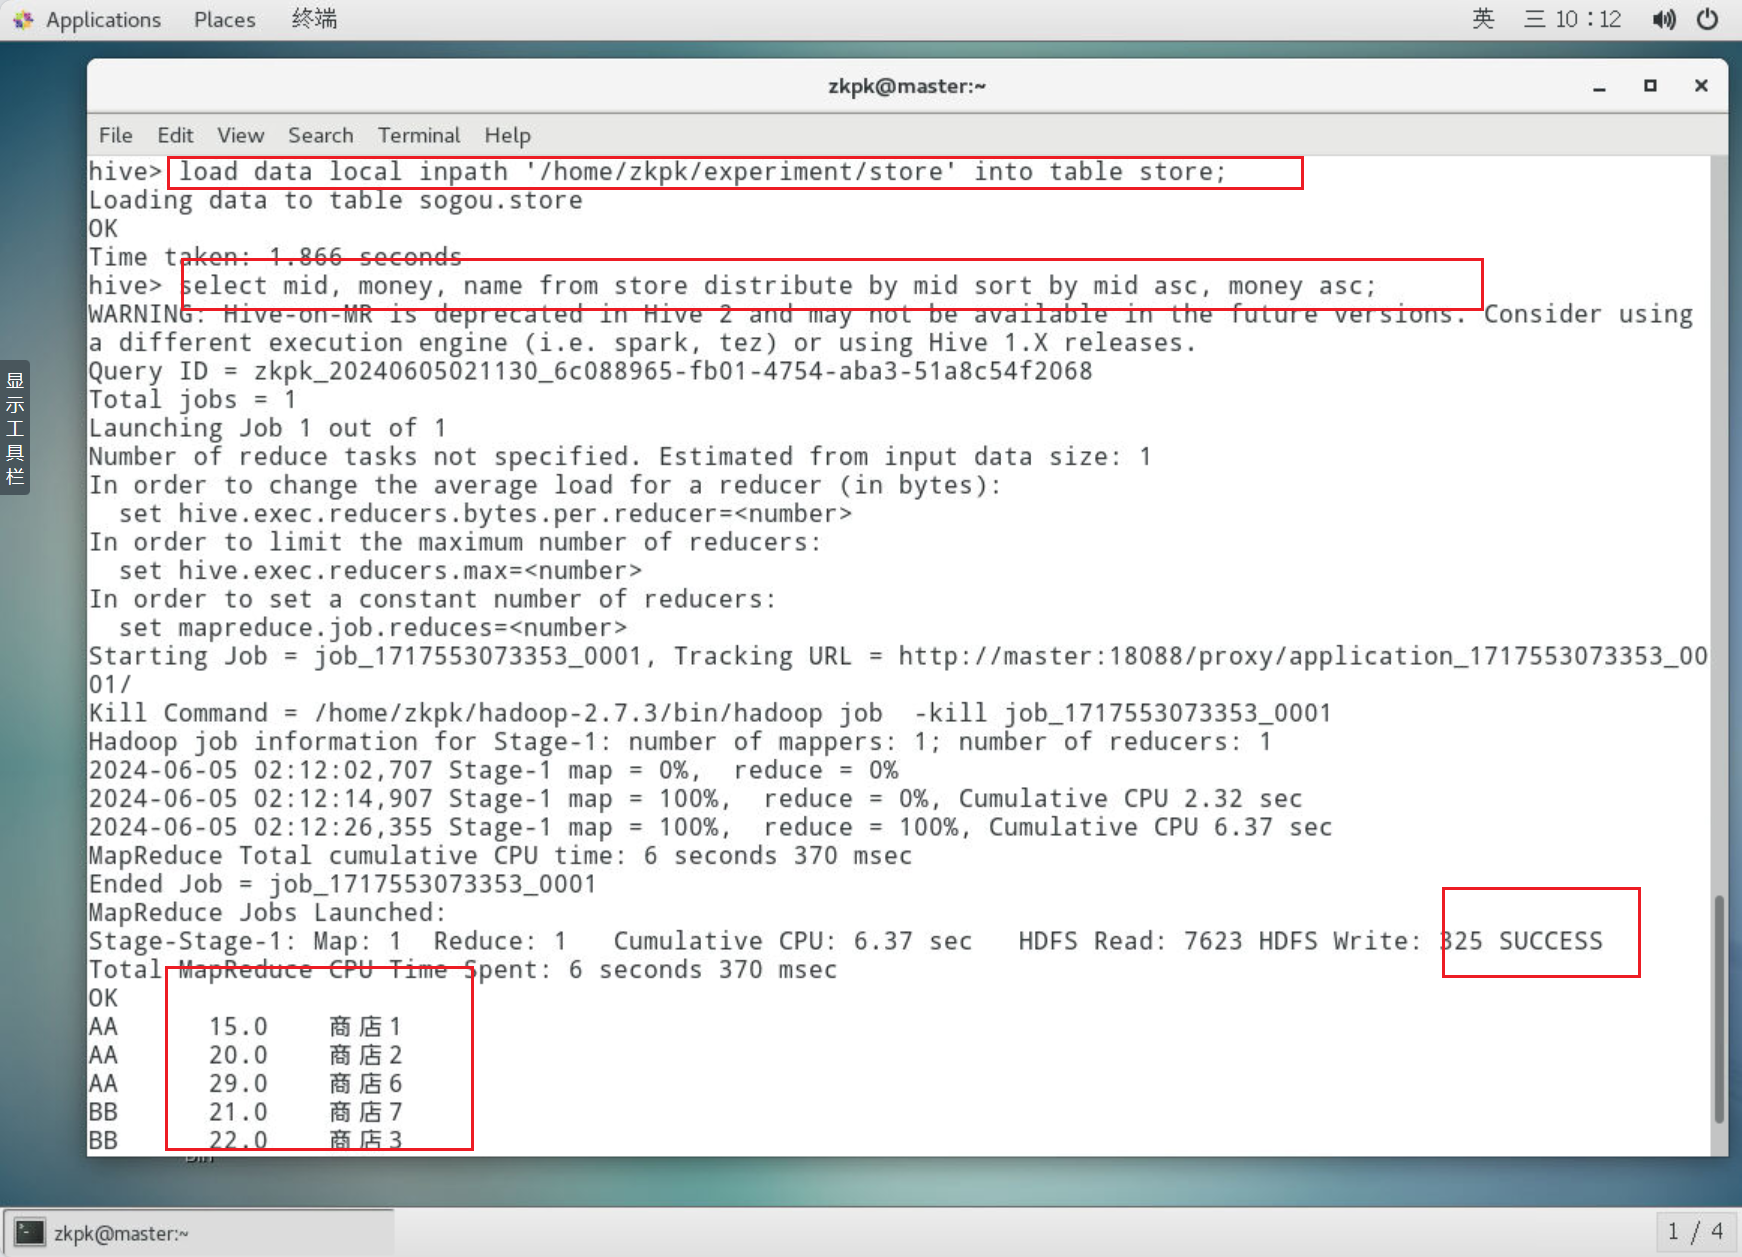 Applications Places 终端 英 三 10：12
zkpk@master:~
File Edit View Search Terminal Help
hive> load data local inpath '/home/zkpk/experiment/store' into table store;
Loading data to table sogou.store
OK
Time taken: 1.866 seconds
hive> select mid, money, name from store distribute by mid sort by mid asc, money asc;
WARNING: Hive-on-MR is deprecated in Hive 2 and may not be available in the future versions. Consider using
a different execution engine (i.e. spark, tez) or using Hive 1.X releases.
Query ID = zkpk_20240605021130_6c088965-fb01-4754-aba3-51a8c54f2068
Total jobs = 1
Launching Job 1 out of 1
Number of reduce tasks not specified. Estimated from input data size: 1
In order to change the average load for a reducer (in bytes):
  set hive.exec.reducers.bytes.per.reducer=<number>
In order to limit the maximum number of reducers:
  set hive.exec.reducers.max=<number>
In order to set a constant number of reducers:
  set mapreduce.job.reduces=<number>
Starting Job = job_1717553073353_0001, Tracking URL = http://master:18088/proxy/application_1717553073353_00
01/
Kill Command = /home/zkpk/hadoop-2.7.3/bin/hadoop job  -kill job_1717553073353_0001
Hadoop job information for Stage-1: number of mappers: 1; number of reducers: 1
2024-06-05 02:12:02,707 Stage-1 map = 0%,  reduce = 0%
2024-06-05 02:12:14,907 Stage-1 map = 100%,  reduce = 0%, Cumulative CPU 2.32 sec
2024-06-05 02:12:26,355 Stage-1 map = 100%,  reduce = 100%, Cumulative CPU 6.37 sec
MapReduce Total cumulative CPU time: 6 seconds 370 msec
Ended Job = job_1717553073353_0001
MapReduce Jobs Launched:
Stage-Stage-1: Map: 1  Reduce: 1   Cumulative CPU: 6.37 sec   HDFS Read: 7623 HDFS Write: 325 SUCCESS
Total MapReduce CPU Time Spent: 6 seconds 370 msec
OK
AA 15.0 商店1
AA 20.0 商店2
AA 29.0 商店6
BB 21.0 商店7
BB 22.0 商店3
显示工具栏
zkpk@master:~ 1 / 4